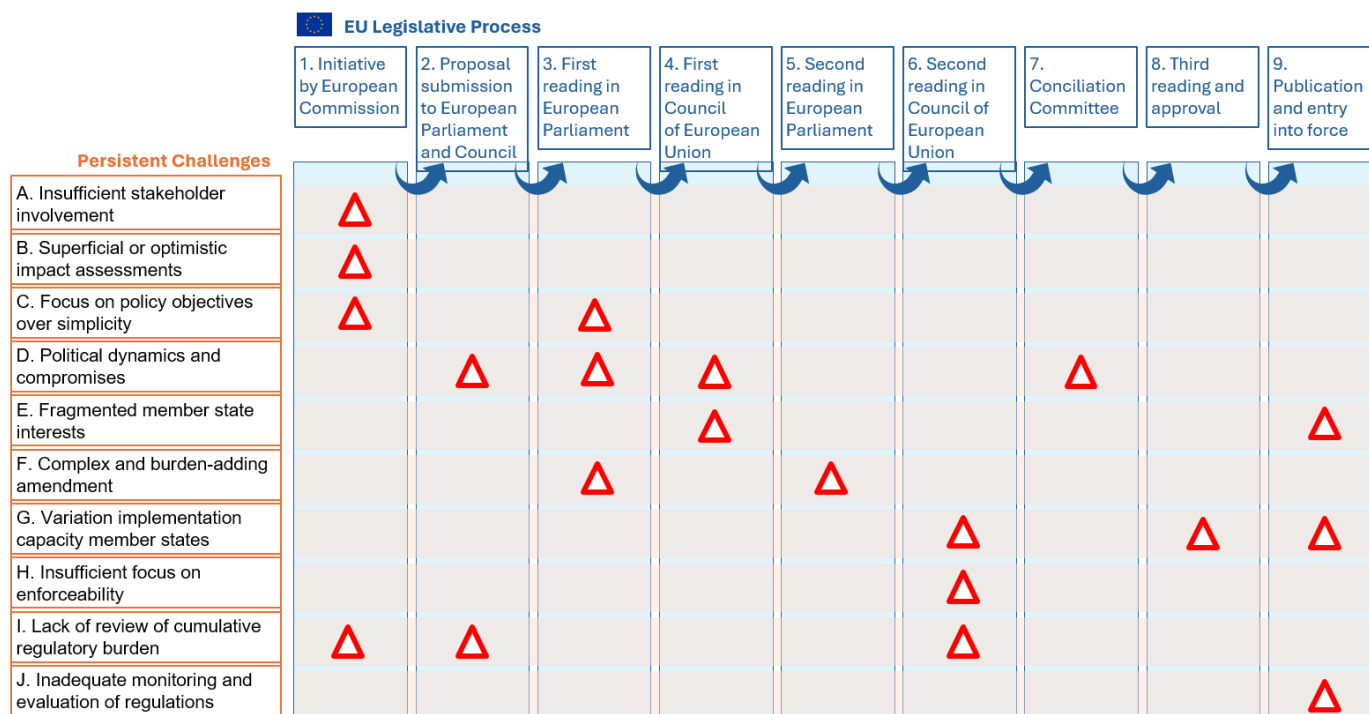 EU Legislative Process
1. Initiative
by European
Commission
2. Proposal
submission
to European
Parliament
and Council
3. First
reading in
European
Parliament
4. First
reading in
Council
of European
Union
5. Second
reading in
European
Parliament
6. Second
reading in
Council of
European
Union
7.
Conciliation
Committee
8. Third
reading and
approval
9.
Publication
and entry
into force
Persistent Challenges
A. Insufficient stakeholder
involvement
B. Superficial or optimistic
impact assessments
C. Focus on policy objectives
over simplicity
D. Political dynamics and
compromises
E. Fragmented member state
interests
F. Complex and burden-adding
amendment
G. Variation implementation
capacity member states
H. Insufficient focus on
enforceability
I. Lack of review of cumulative
regulatory burden
J. Inadequate monitoring and
evaluation of regulations